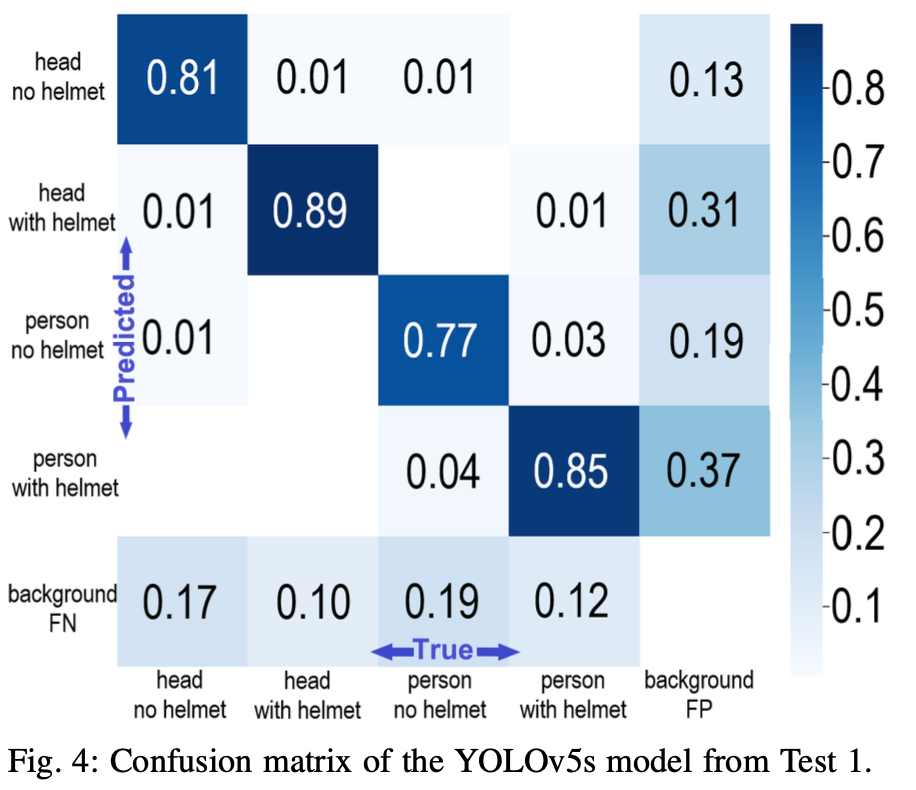 head
no helmet
0.81 0.01 0.01 0.13
head
with helmet
0.01 0.89 0.01 0.31
person
no helmet
0.01 0.77 0.03 0.19
Predicted
person
with helmet
0.04 0.85 0.37
background
FN
0.17 0.10 0.19 0.12
True
head
no helmet
head
with helmet
person
no helmet
person
with helmet
background
FP
0.8
0.7
0.6
0.5
0.4
0.3
0.2
0.1
Fig. 4: Confusion matrix of the YOLOv5s model from Test 1.